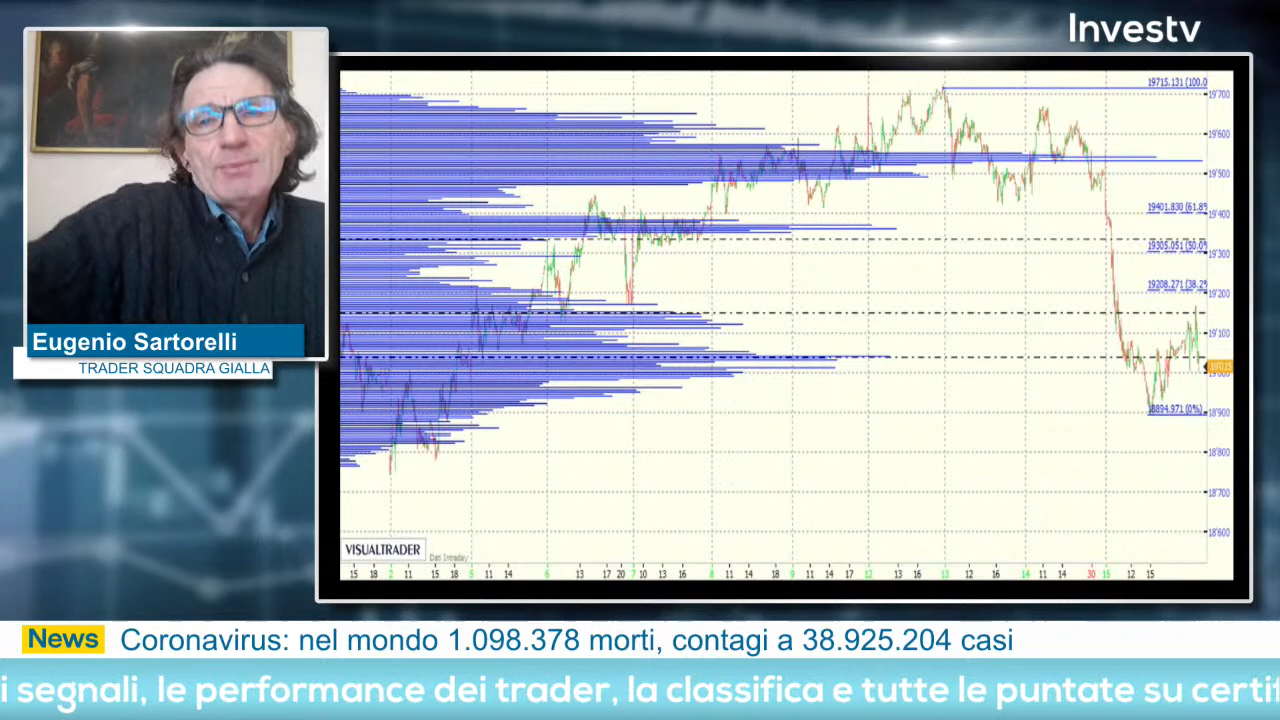 Investv
19715.131 (100.0
19'700
19'600
19'500
19401.830 (61.8%
19'400
19305.051 (50.0%
19'300
19208.271 (38.2%
19'200
19'100
19'000
18894.971 (0%)
18'900
18'800
18'700
18'600
VISUALTRADER
Dati Intraday
15 18 2 11 15 18 5 11 14 6 13 17 20 7 10 13 16 8 11 14 18 9 11 14 17 12 13 16 13 12 16 14 11 14 30 15 12 15
Eugenio Sartorelli
TRADER SQUADRA GIALLA
News Coronavirus: nel mondo 1.098.378 morti, contagi a 38.925.204 casi
i segnali, le performance dei trader, la classifica e tutte le puntate su certi